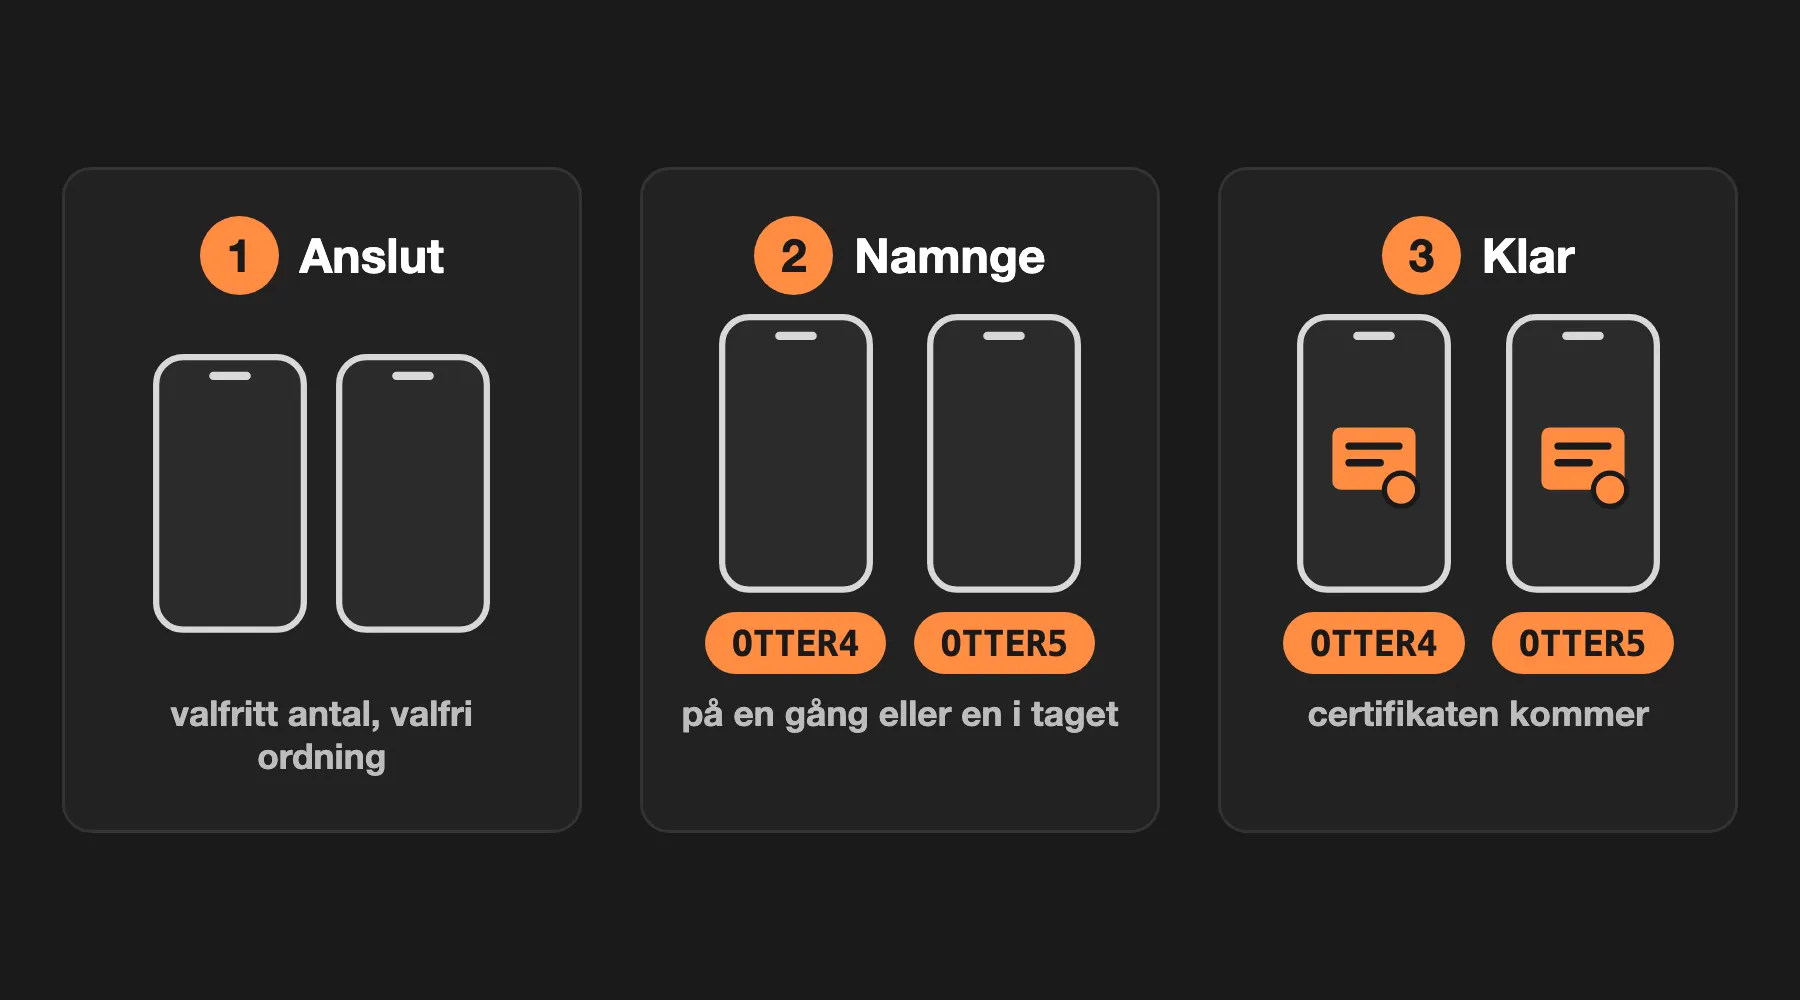 1 Anslut
valfritt antal, valfri
ordning
2 Namnge
OTTER4 OTTER5
på en gång eller en i taget
3 Klar
OTTER4 OTTER5
certifikaten kommer